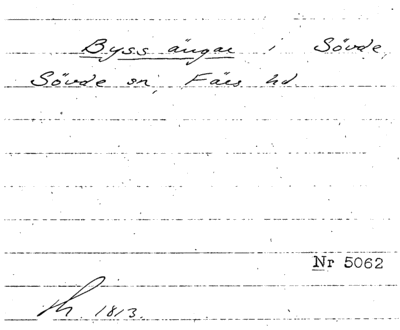 Byss ängar i Sövde,
Sövde sn, Färs hd.
Nr 5062
1813.